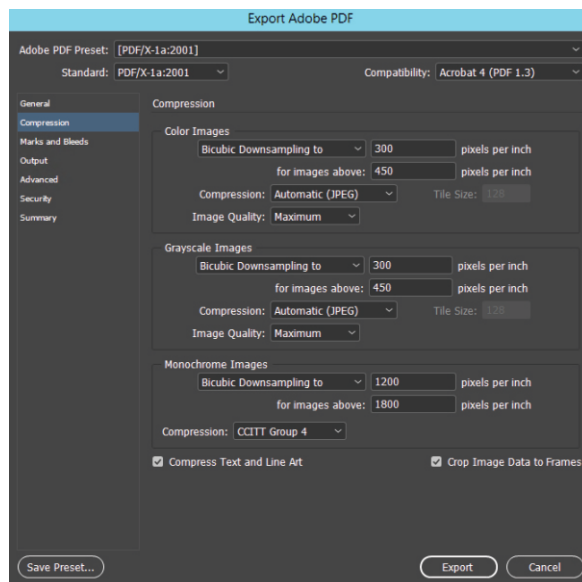 Export Adobe PDF
Adobe PDF Preset: [PDF/X-1a:2001]
Standard: PDF/X-1a:2001 Compatibility: Acrobat 4 (PDF 1.3)
General
Compression
Marks and Bleeds
Output
Advanced
Security
Summary
Compression
Color Images
Bicubic Downsampling to 300 pixels per inch
for images above: 450 pixels per inch
Compression: Automatic (JPEG) Tile Size: 128
Image Quality: Maximum
Grayscale Images
Bicubic Downsampling to 300 pixels per inch
for images above: 450 pixels per inch
Compression: Automatic (JPEG) Tile Size: 128
Image Quality: Maximum
Monochrome Images
Bicubic Downsampling to 1200 pixels per inch
for images above: 1800 pixels per inch
Compression: CCITT Group 4
Compress Text and Line Art Crop Image Data to Frames
Save Preset... Export Cancel